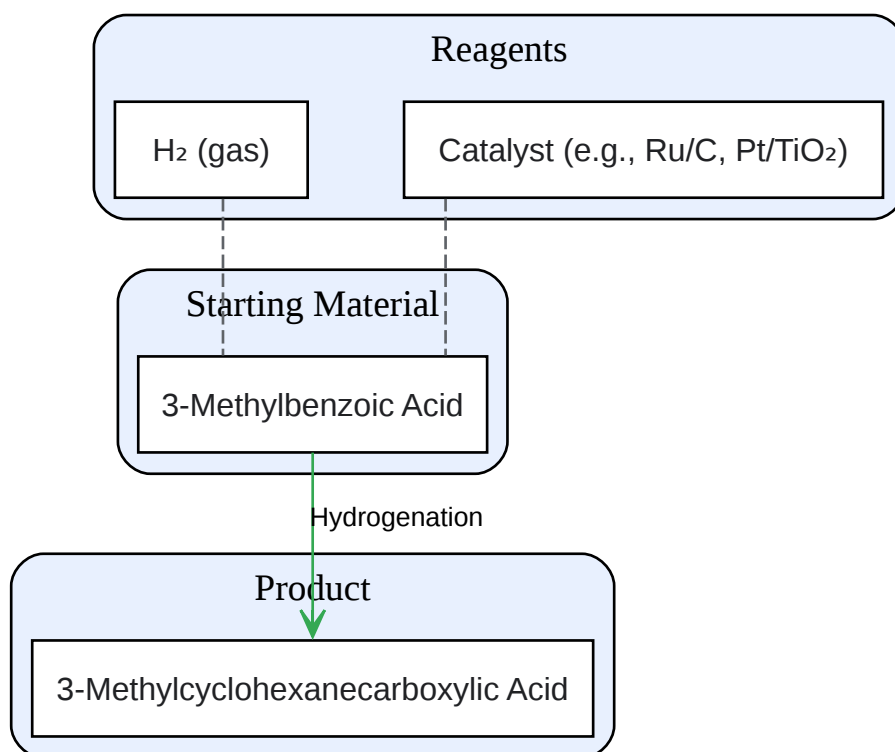 Reagents
H₂ (gas)
Catalyst (e.g., Ru/C, Pt/TiO₂)
Starting Material
3-Methylbenzoic Acid
Hydrogenation
Product
3-Methylcyclohexanecarboxylic Acid